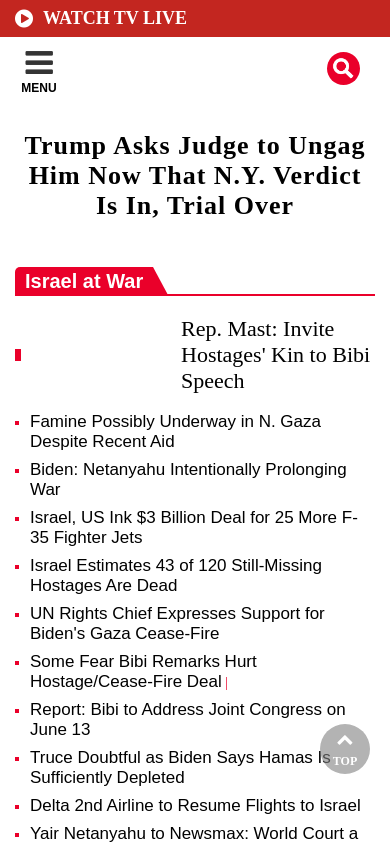 WATCH TV LIVE
MENU
Trump Asks Judge to Ungag
Him Now That N.Y. Verdict
Is In, Trial Over
Israel at War
Rep. Mast: Invite
Hostages' Kin to Bibi
Speech
Famine Possibly Underway in N. Gaza
Despite Recent Aid
Biden: Netanyahu Intentionally Prolonging
War
Israel, US Ink $3 Billion Deal for 25 More F-
35 Fighter Jets
Israel Estimates 43 of 120 Still-Missing
Hostages Are Dead
UN Rights Chief Expresses Support for
Biden's Gaza Cease-Fire
Some Fear Bibi Remarks Hurt
Hostage/Cease-Fire Deal |
Report: Bibi to Address Joint Congress on
June 13
Truce Doubtful as Biden Says Hamas Is
Sufficiently Depleted
TOP
Delta 2nd Airline to Resume Flights to Israel
Yair Netanyahu to Newsmax: World Court a